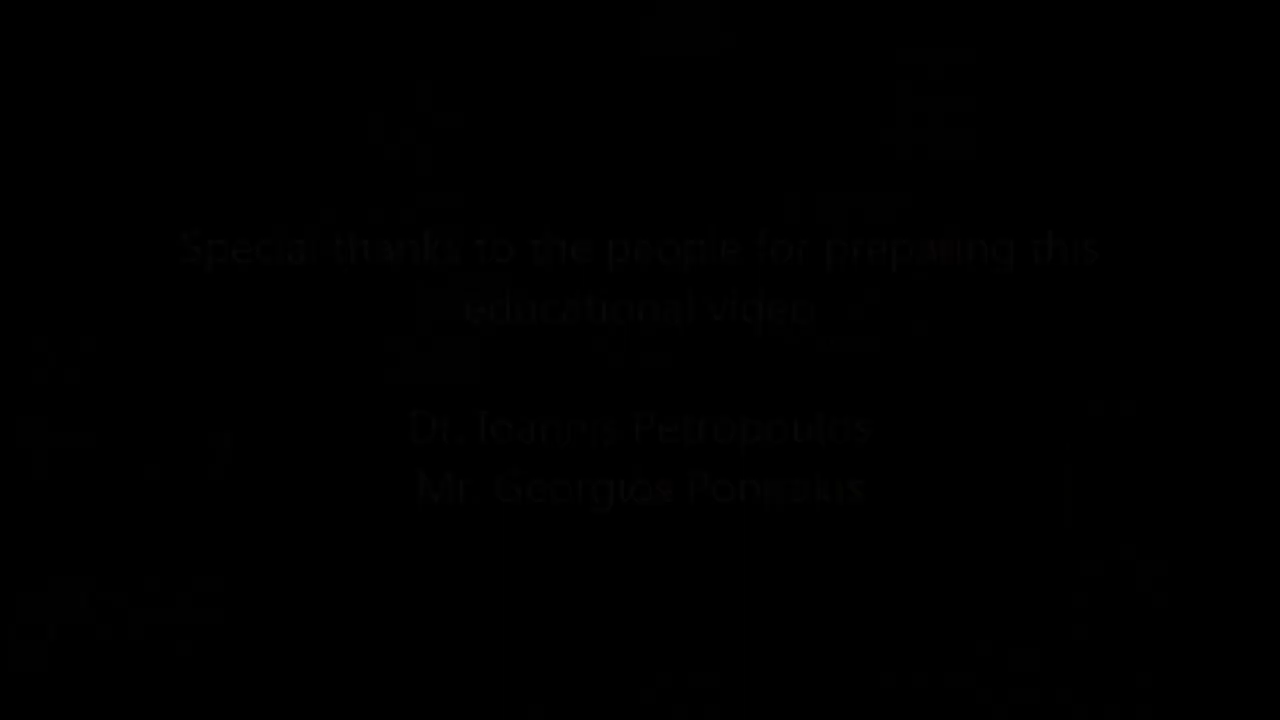 Special thanks to the people for preparing this
educational video
Dr. Ioannis Petropoulos
Mr. Georgios